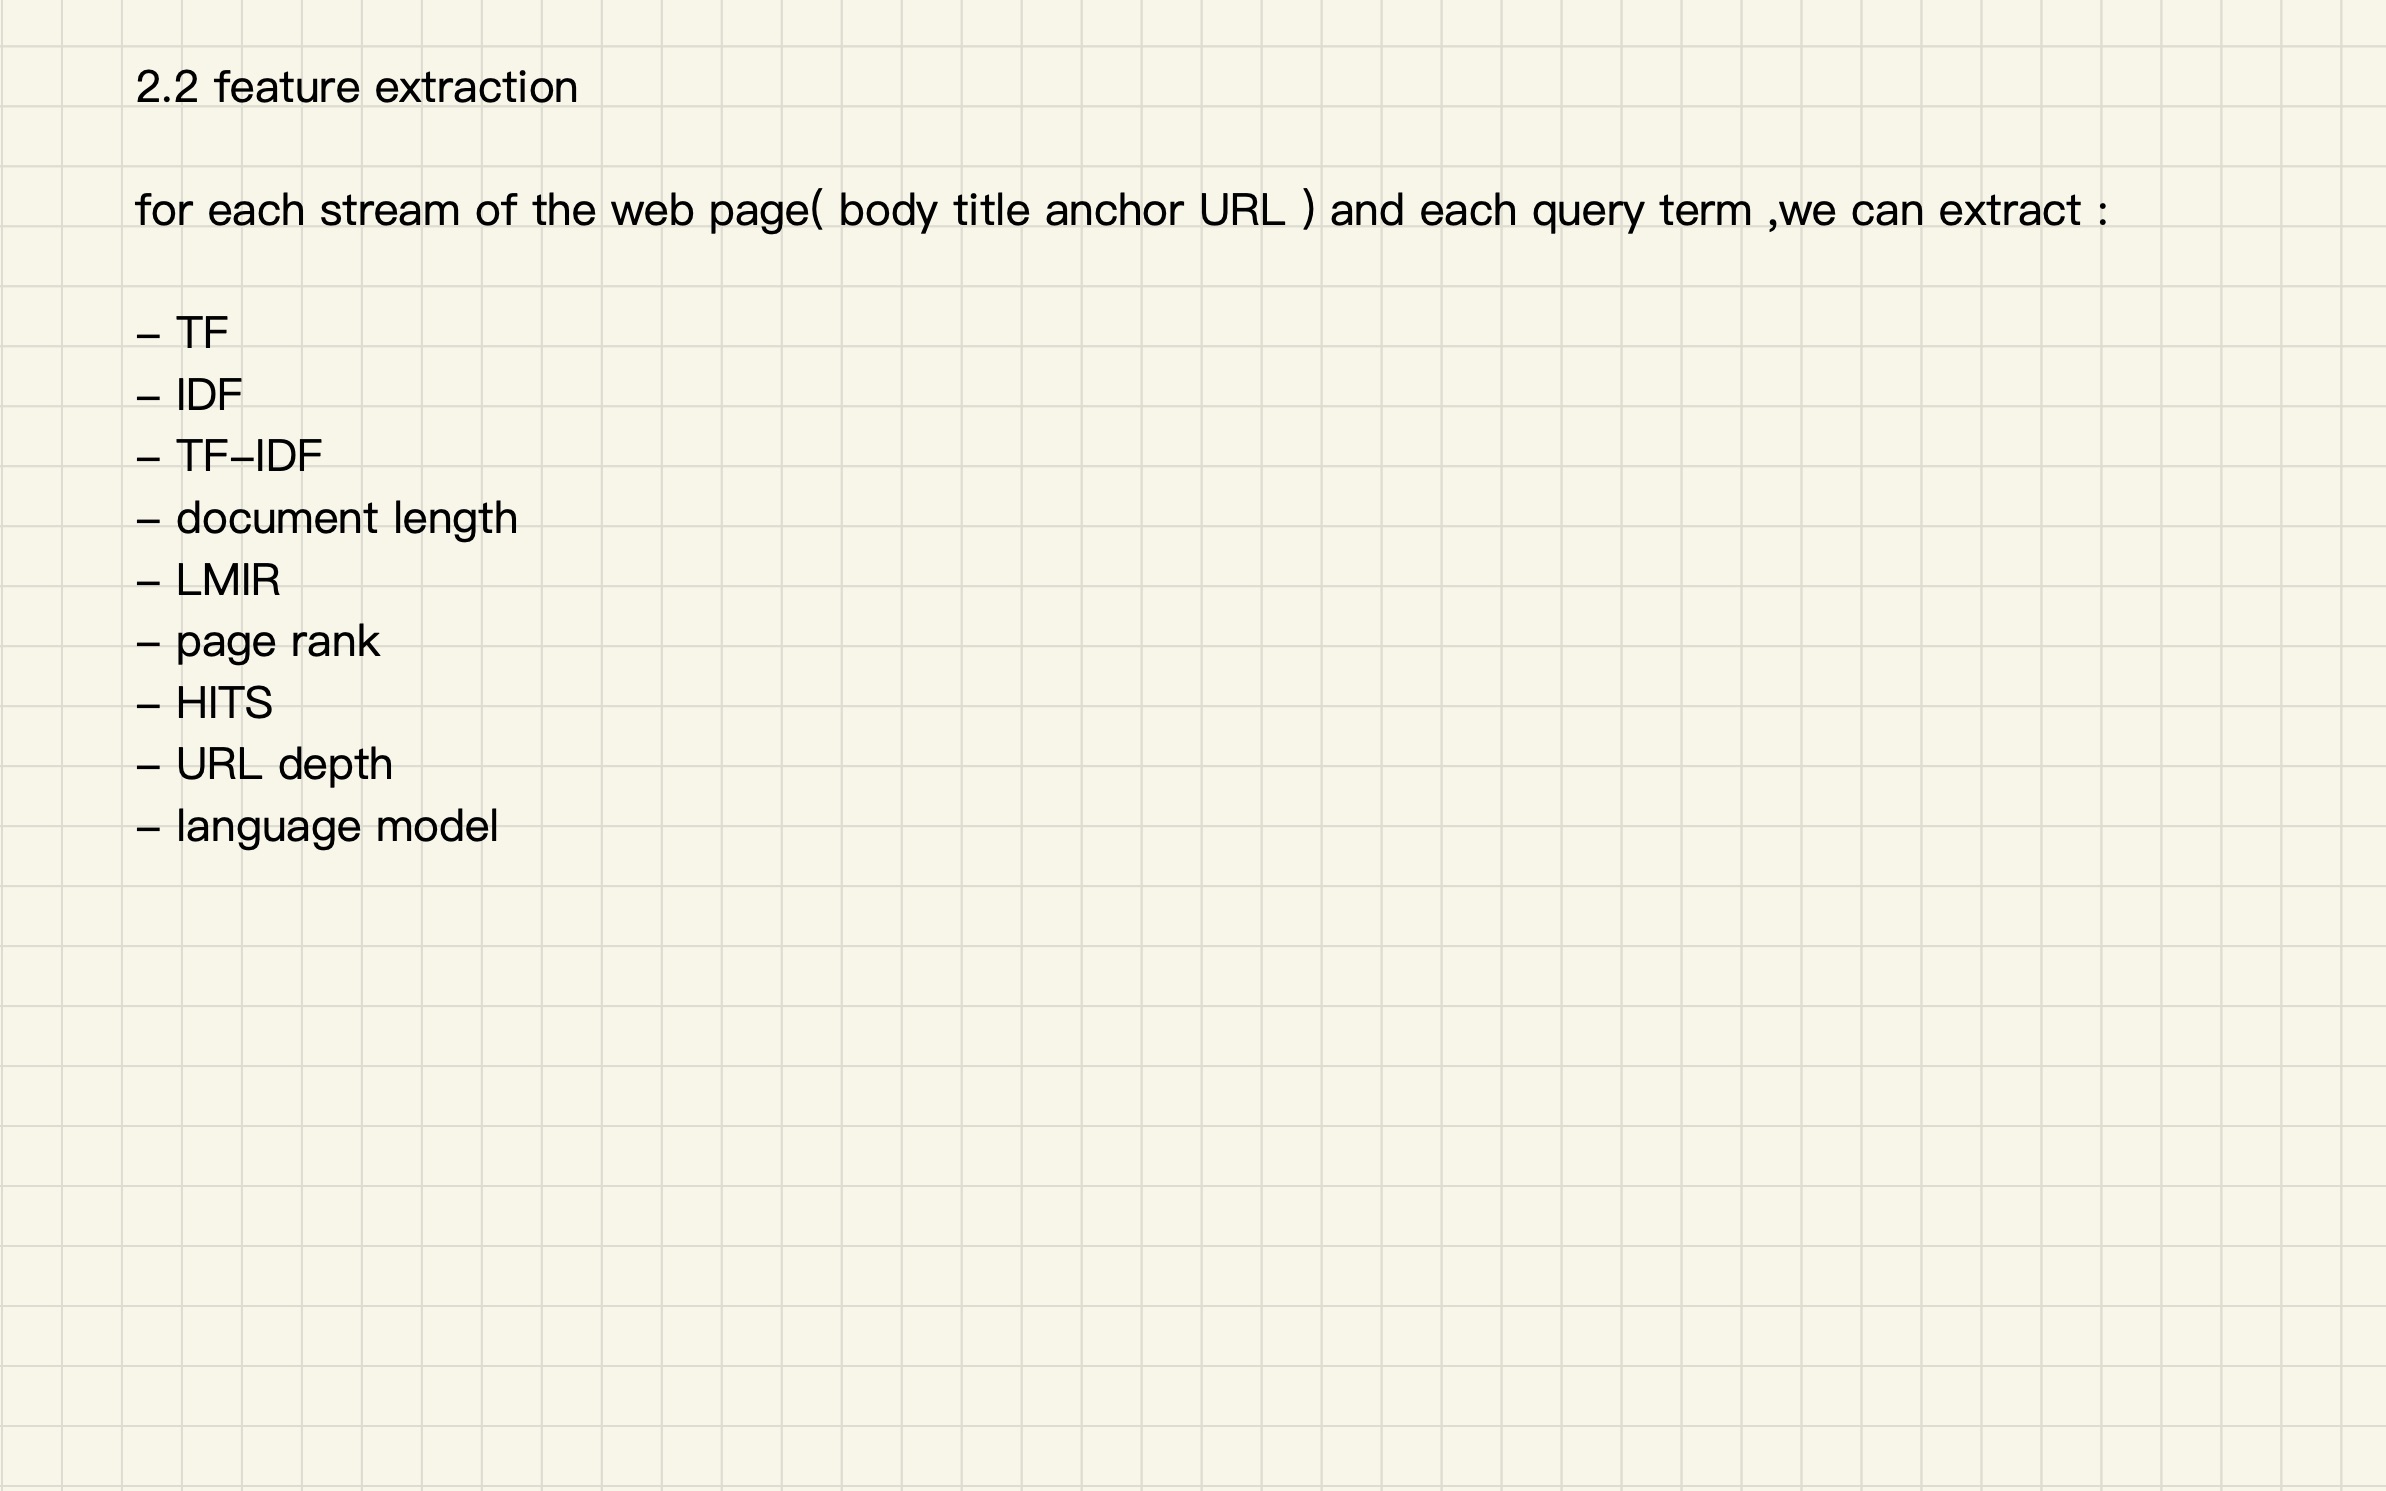 2.2 feature extraction
for each stream of the web page( body title anchor URL ) and each query term ,we can extract :
– TF
– IDF
– TF–IDF
– document length
– LMIR
– page rank
– HITS
– URL depth
– language model